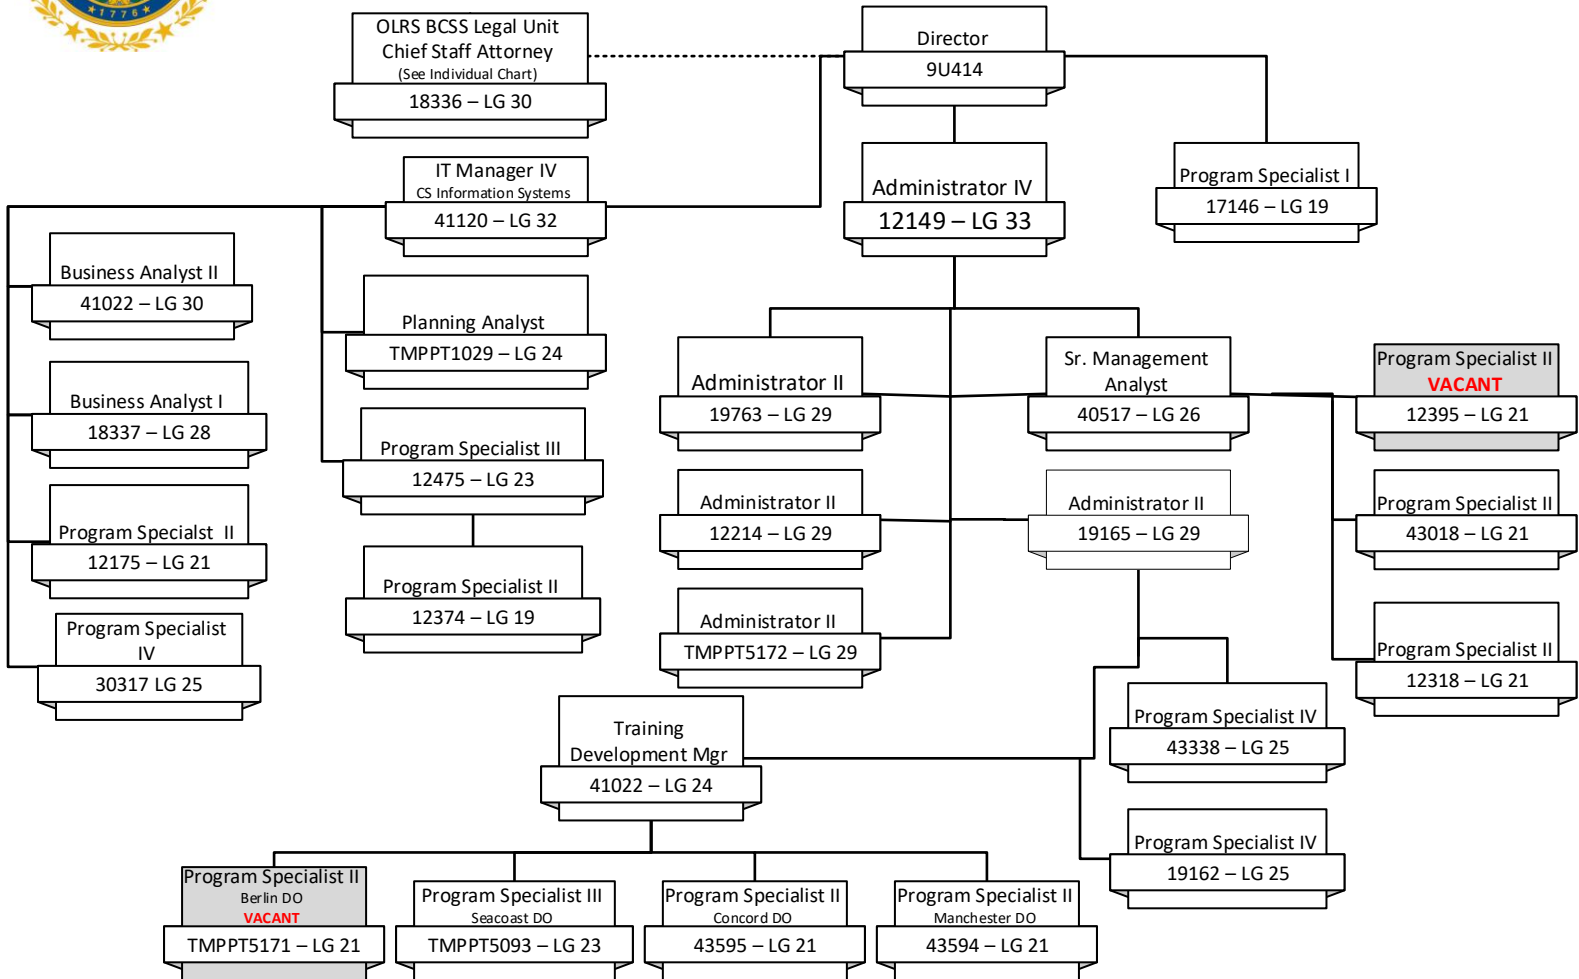 ★1776★
OLRS BCSS Legal Unit
Chief Staff Attorney
(See Individual Chart)
18336 – LG 30
Director
9U414
IT Manager IV
CS Information Systems
41120 – LG 32
Administrator IV
12149 – LG 33
Program Specialist I
17146 – LG 19
Business Analyst II
41022 – LG 30
Planning Analyst
TMPPT1029 – LG 24
Business Analyst I
18337 – LG 28
Program Specialist III
12475 – LG 23
Program Specialst II
12175 – LG 21
Program Specialist II
12374 – LG 19
Program Specialist
IV
30317 LG 25
Administrator II
19763 – LG 29
Sr. Management
Analyst
40517 – LG 26
Program Specialist II
VACANT
12395 – LG 21
Administrator II
12214 – LG 29
Administrator II
19165 – LG 29
Program Specialist II
43018 – LG 21
Administrator II
TMPPT5172 – LG 29
Program Specialist II
12318 – LG 21
Training
Development Mgr
41022 – LG 24
Program Specialist IV
43338 – LG 25
Program Specialist IV
19162 – LG 25
Program Specialist II
Berlin DO
VACANT
TMPPT5171 – LG 21
Program Specialist III
Seacoast DO
TMPPT5093 – LG 23
Program Specialist II
Concord DO
43595 – LG 21
Program Specialist II
Manchester DO
43594 – LG 21